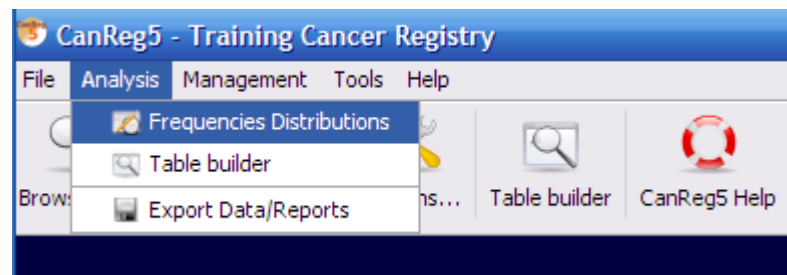 CanReg5 - Training Cancer Registry
File Analysis Management Tools Help
Frequencies Distributions
Table builder
Export Data/Reports
Table builder CanReg5 Help